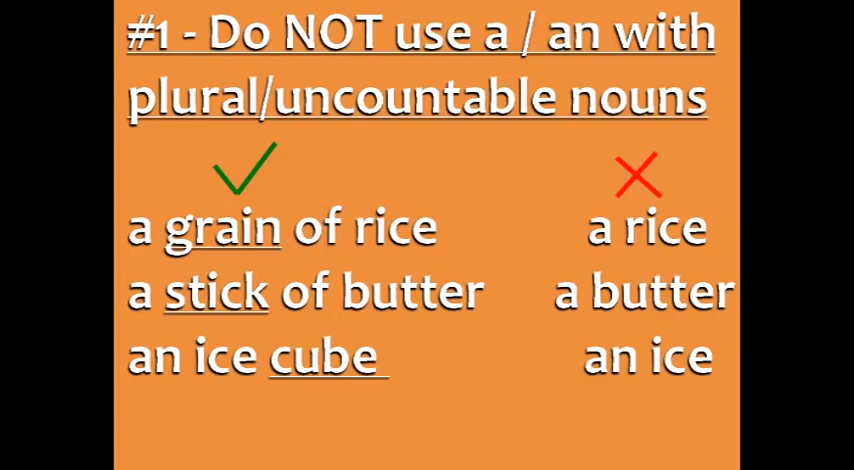 #1 - Do NOT use a / an with
plural/uncountable nouns
a grain of rice a rice
a stick of butter a butter
an ice cube an ice